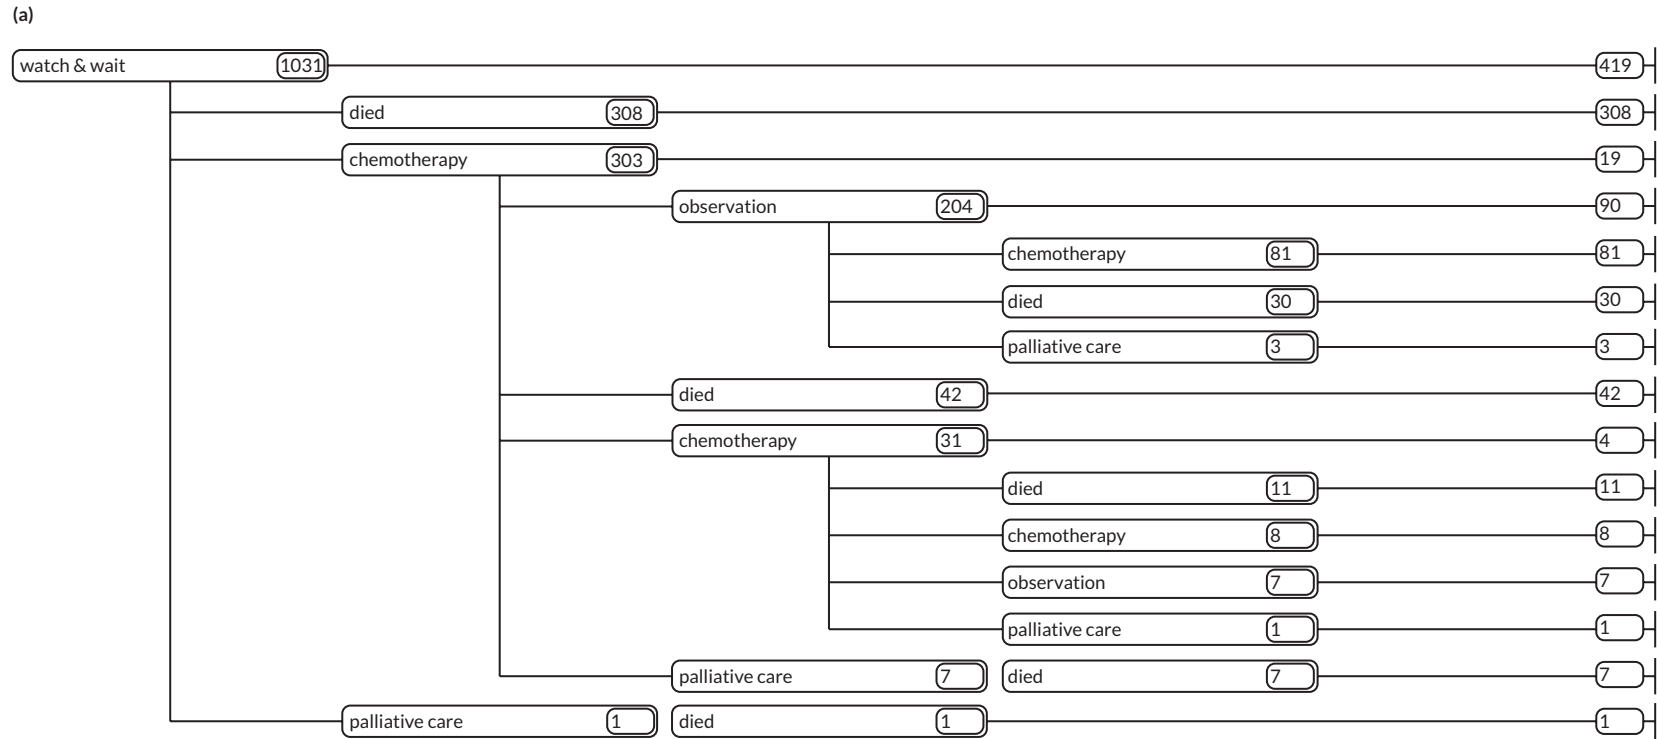 (a)
watch & wait 1031 419
died 308 308
chemotherapy 303 19
observation 204 90
chemotherapy 81 81
died 30 30
palliative care 3 3
died 42 42
chemotherapy 31 4
died 11 11
chemotherapy 8 8
observation 7 7
palliative care 1 1
palliative care 7 died 7 7
palliative care 1 died 1 1